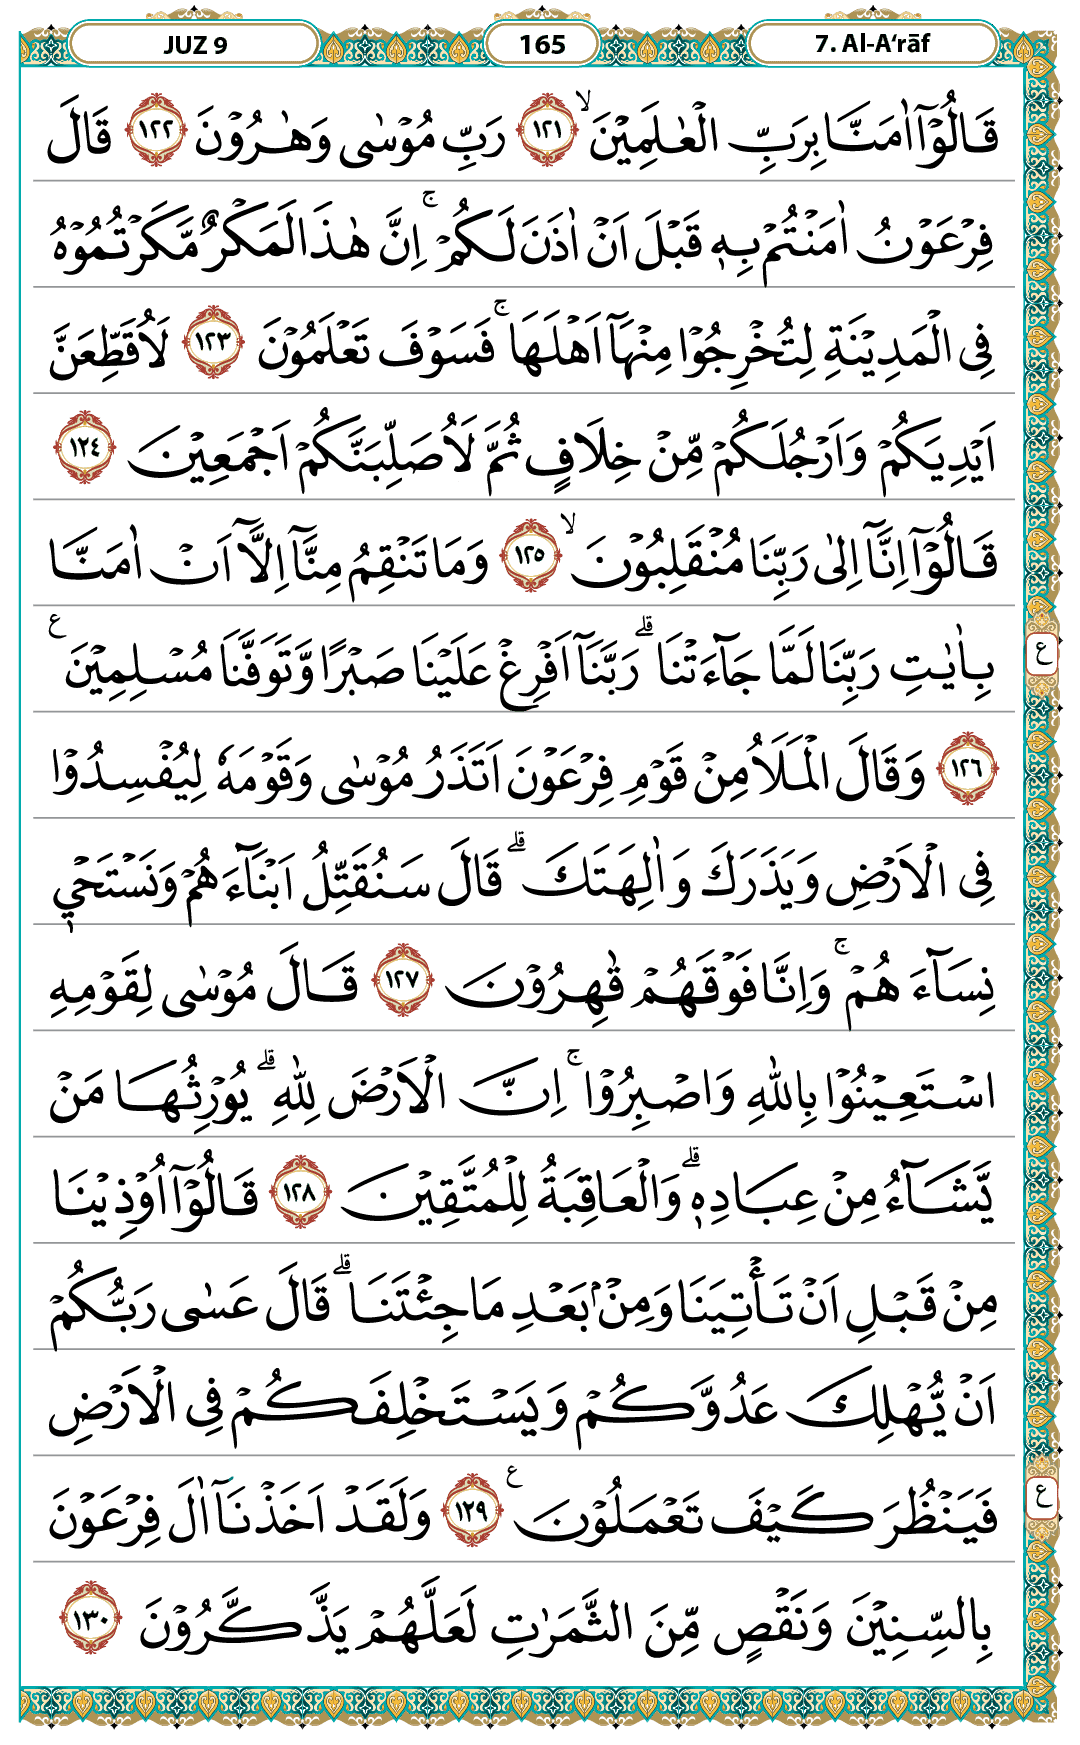 JUZ 9
165
7. Al-A‘rāf
قَالُوْٓا اٰمَنَّا بِرَبِّ الْعٰلَمِيْنَ ۙ ١٢١ رَبِّ مُوْسٰى وَهٰرُوْنَ ١٢٢ قَالَ
فِرْعَوْنُ اٰمَنْتُمْ بِهٖ قَبْلَ اَنْ اٰذَنَ لَكُمْ ۚ اِنَّ هٰذَا لَمَكْرٌ مَّكَرْتُمُوْهُ
فِى الْمَدِيْنَةِ لِتُخْرِجُوْا مِنْهَآ اَهْلَهَا ۚ فَسَوْفَ تَعْلَمُوْنَ ١٢٣ لَاُقَطِّعَنَّ
اَيْدِيَكُمْ وَاَرْجُلَكُمْ مِّنْ خِلَافٍ ثُمَّ لَاُصَلِّبَنَّكُمْ اَجْمَعِيْنَ ١٢٤
قَالُوْٓا اِنَّآ اِلٰى رَبِّنَا مُنْقَلِبُوْنَ ۙ ١٢٥ وَمَا تَنْقِمُ مِنَّآ اِلَّآ اَنْ اٰمَنَّا
بِاٰيٰتِ رَبِّنَا لَمَّا جَآءَتْنَا ۗ رَبَّنَآ اَفْرِغْ عَلَيْنَا صَبْرًا وَّتَوَفَّنَا مُسْلِمِيْنَ ع
١٢٦ وَقَالَ الْمَلَاُ مِنْ قَوْمِ فِرْعَوْنَ اَتَذَرُ مُوْسٰى وَقَوْمَهٗ لِيُفْسِدُوْا
فِى الْاَرْضِ وَيَذَرَكَ وَاٰلِهَتَكَ ۗ قَالَ سَنُقَتِّلُ اَبْنَآءَهُمْ وَنَسْتَحْيٖ
نِسَآءَهُمْ ۚ وَاِنَّا فَوْقَهُمْ قٰهِرُوْنَ ١٢٧ قَالَ مُوْسٰى لِقَوْمِهِ
اسْتَعِيْنُوْا بِاللّٰهِ وَاصْبِرُوْا ۚ اِنَّ الْاَرْضَ لِلّٰهِ ۗ يُوْرِثُهَا مَنْ
يَّشَآءُ مِنْ عِبَادِهٖ ۗ وَالْعَاقِبَةُ لِلْمُتَّقِيْنَ ١٢٨ قَالُوْٓا اُوْذِيْنَا
مِنْ قَبْلِ اَنْ تَأْتِيَنَا وَمِنْۢ بَعْدِ مَا جِئْتَنَا ۗ قَالَ عَسٰى رَبُّكُمْ
اَنْ يُّهْلِكَ عَدُوَّكُمْ وَيَسْتَخْلِفَكُمْ فِى الْاَرْضِ
فَيَنْظُرَ كَيْفَ تَعْمَلُوْنَ ع ١٢٩ وَلَقَدْ اَخَذْنَآ اٰلَ فِرْعَوْنَ
بِالسِّنِيْنَ وَنَقْصٍ مِّنَ الثَّمَرٰتِ لَعَلَّهُمْ يَذَّكَّرُوْنَ ١٣٠
ع
ع